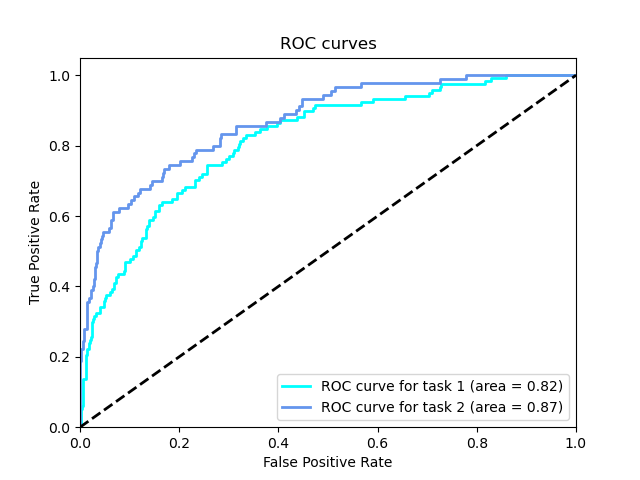 ROC curves
True Positive Rate
1.0
0.8
0.6
0.4
0.2
0.0
ROC curve for task 1 (area = 0.82)
ROC curve for task 2 (area = 0.87)
0.0 0.2 0.4 0.6 0.8 1.0
False Positive Rate